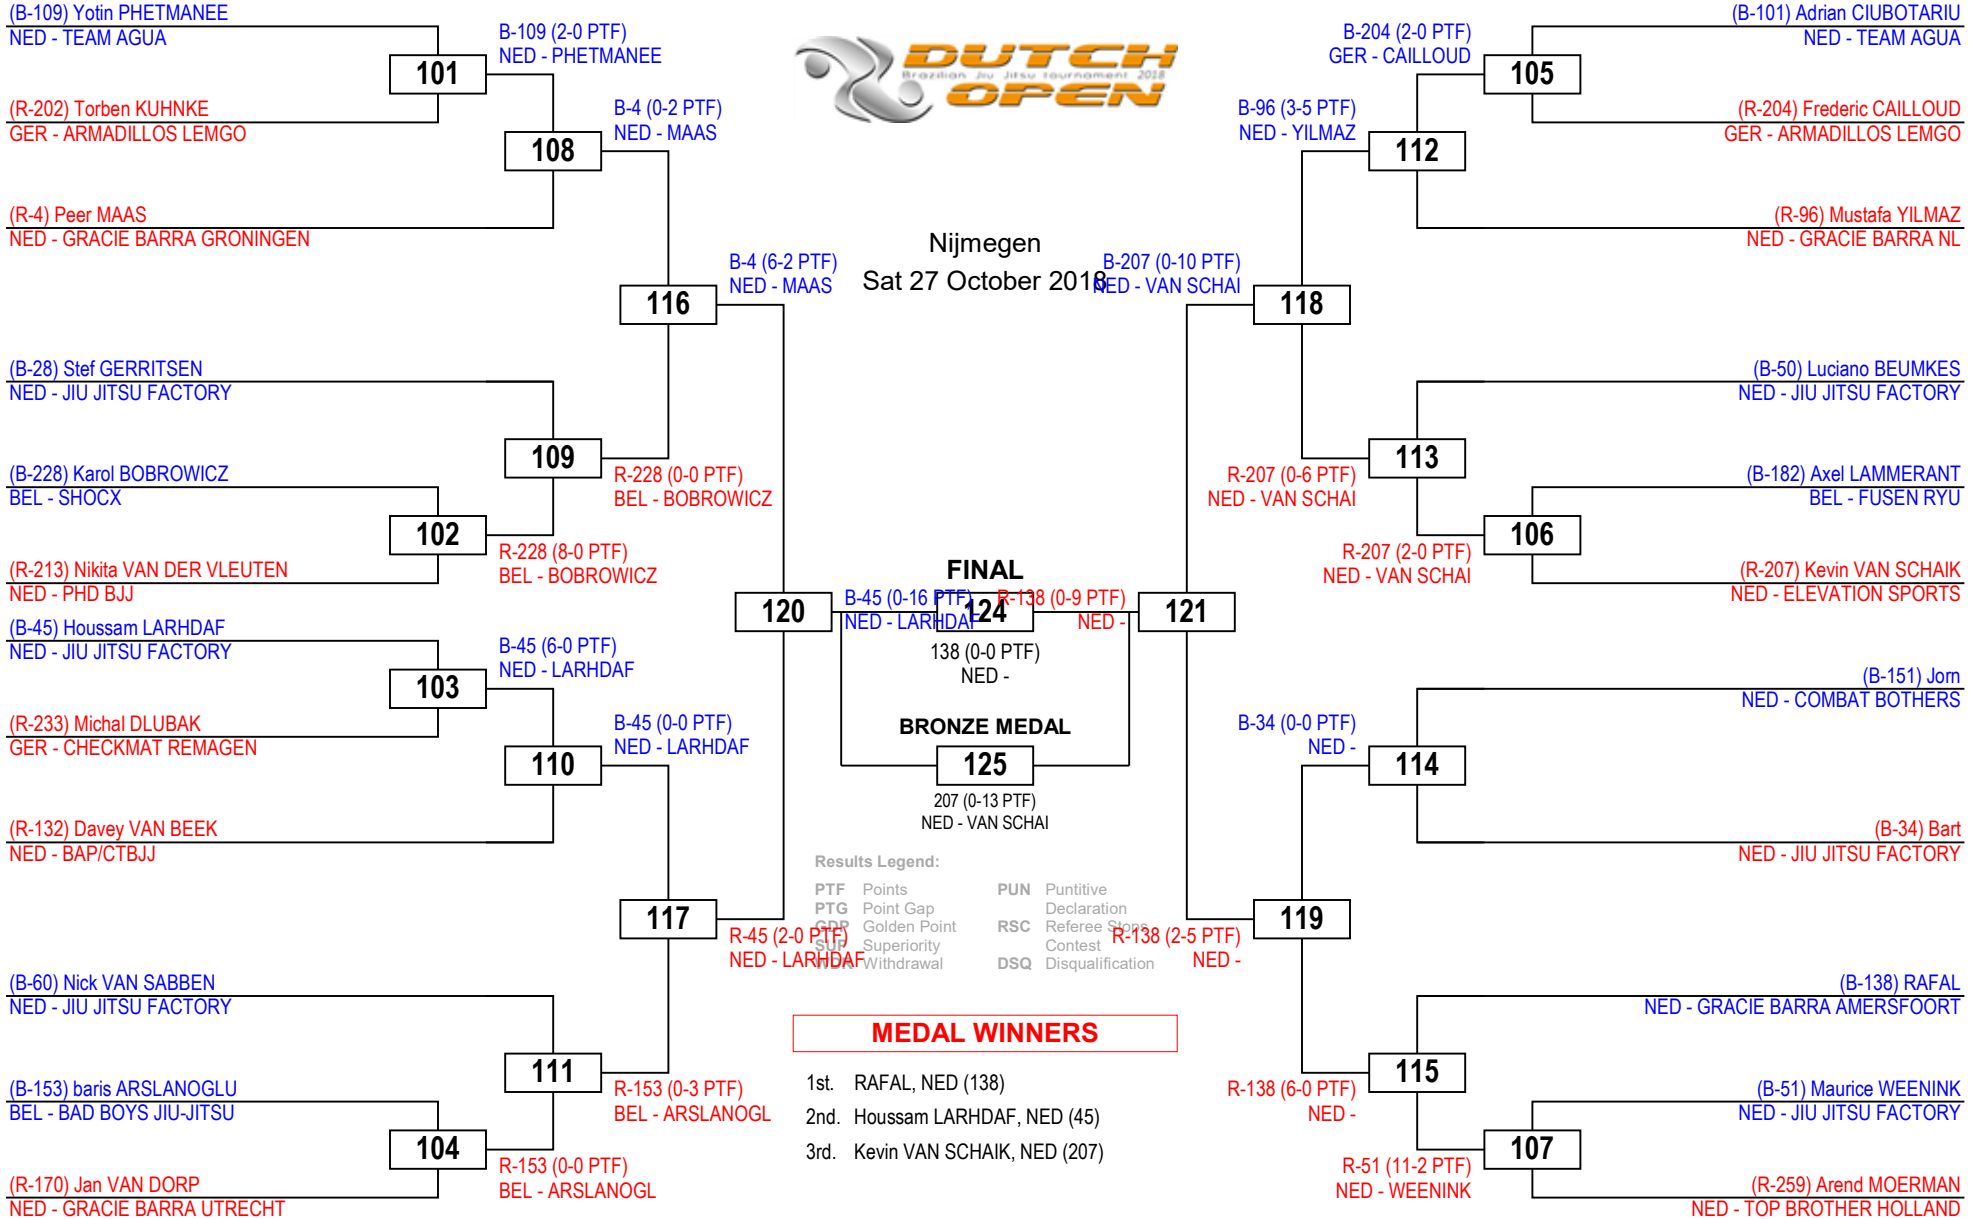 (B-109) Yotin PHETMANEE
NED - TEAM AGUA
101
B-109 (2-0 PTF)
NED - PHETMANEE
(R-202) Torben KUHNKE
GER - ARMADILLOS LEMGO
108
B-4 (0-2 PTF)
NED - MAAS
(R-4) Peer MAAS
NED - GRACIE BARRA GRONINGEN
116
B-4 (6-2 PTF)
NED - MAAS
(B-28) Stef GERRITSEN
NED - JIU JITSU FACTORY
109
R-228 (0-0 PTF)
BEL - BOBROWICZ
(B-228) Karol BOBROWICZ
BEL - SHOCX
102
R-228 (8-0 PTF)
BEL - BOBROWICZ
(R-213) Nikita VAN DER VLEUTEN
NED - PHD BJJ
120
B-45 (0-16 PTF)
NED - LARHDAF
(B-45) Houssam LARHDAF
NED - JIU JITSU FACTORY
103
B-45 (6-0 PTF)
NED - LARHDAF
(R-233) Michal DLUBAK
GER - CHECKMAT REMAGEN
110
B-45 (0-0 PTF)
NED - LARHDAF
(R-132) Davey VAN BEEK
NED - BAP/CTBJJ
117
R-45 (2-0 PTF)
NED - LARHDAF
(B-60) Nick VAN SABBEN
NED - JIU JITSU FACTORY
111
R-153 (0-3 PTF)
BEL - ARSLANOGL
(B-153) baris ARSLANOGLU
BEL - BAD BOYS JIU-JITSU
104
R-153 (0-0 PTF)
BEL - ARSLANOGL
(R-170) Jan VAN DORP
NED - GRACIE BARRA UTRECHT
DUTCH
Brazilian Jiu Jitsu tournament 2018
OPEN
Nijmegen
Sat 27 October 2018
FINAL
124
138 (0-0 PTF)
NED -
BRONZE MEDAL
125
207 (0-13 PTF)
NED - VAN SCHAI
Results Legend:
PTF Points
PTG Point Gap
GDP Golden Point
SUP Superiority
WDR Withdrawal
PUN Puntitive
Declaration
RSC Referee Stops
Contest
DSQ Disqualification
MEDAL WINNERS
1st. RAFAL, NED (138)
2nd. Houssam LARHDAF, NED (45)
3rd. Kevin VAN SCHAIK, NED (207)
(B-101) Adrian CIUBOTARIU
NED - TEAM AGUA
B-204 (2-0 PTF)
GER - CAILLOUD
105
(R-204) Frederic CAILLOUD
GER - ARMADILLOS LEMGO
B-96 (3-5 PTF)
NED - YILMAZ
112
(R-96) Mustafa YILMAZ
NED - GRACIE BARRA NL
B-207 (0-10 PTF)
NED - VAN SCHAI
118
(B-50) Luciano BEUMKES
NED - JIU JITSU FACTORY
113
R-207 (0-6 PTF)
NED - VAN SCHAI
(B-182) Axel LAMMERANT
BEL - FUSEN RYU
106
R-207 (2-0 PTF)
NED - VAN SCHAI
(R-207) Kevin VAN SCHAIK
NED - ELEVATION SPORTS
R-138 (0-9 PTF)
NED -
121
(B-151) Jorn
NED - COMBAT BOTHERS
B-34 (0-0 PTF)
NED -
114
(B-34) Bart
NED - JIU JITSU FACTORY
119
R-138 (2-5 PTF)
NED -
(B-138) RAFAL
NED - GRACIE BARRA AMERSFOORT
115
R-138 (6-0 PTF)
NED -
(B-51) Maurice WEENINK
NED - JIU JITSU FACTORY
107
R-51 (11-2 PTF)
NED - WEENINK
(R-259) Arend MOERMAN
NED - TOP BROTHER HOLLAND